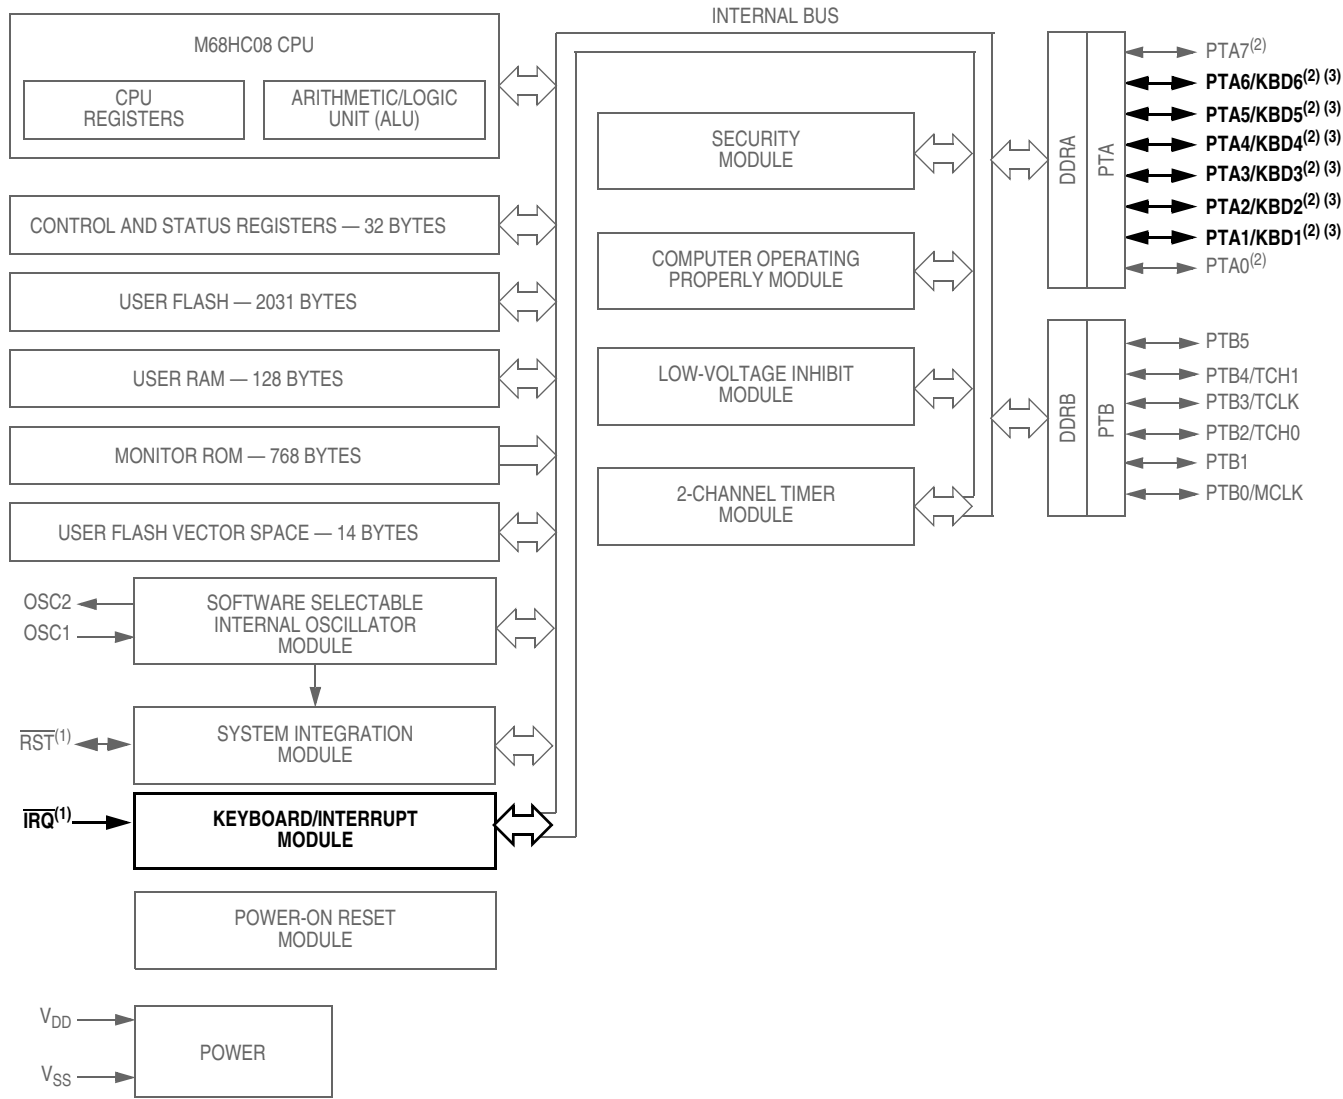 INTERNAL BUS
M68HC08 CPU
CPU
REGISTERS
ARITHMETIC/LOGIC
UNIT (ALU)
CONTROL AND STATUS REGISTERS — 32 BYTES
USER FLASH — 2031 BYTES
USER RAM — 128 BYTES
MONITOR ROM — 768 BYTES
USER FLASH VECTOR SPACE — 14 BYTES
OSC2
OSC1
SOFTWARE SELECTABLE
INTERNAL OSCILLATOR
MODULE
RST(1)
SYSTEM INTEGRATION
MODULE
IRQ(1)
KEYBOARD/INTERRUPT
MODULE
POWER-ON RESET
MODULE
VDD
VSS
POWER
SECURITY
MODULE
COMPUTER OPERATING
PROPERLY MODULE
LOW-VOLTAGE INHIBIT
MODULE
2-CHANNEL TIMER
MODULE
DDRA
PTA
PTA7(2)
PTA6/KBD6(2) (3)
PTA5/KBD5(2) (3)
PTA4/KBD4(2) (3)
PTA3/KBD3(2) (3)
PTA2/KBD2(2) (3)
PTA1/KBD1(2) (3)
PTA0(2)
DDRB
PTB
PTB5
PTB4/TCH1
PTB3/TCLK
PTB2/TCH0
PTB1
PTB0/MCLK